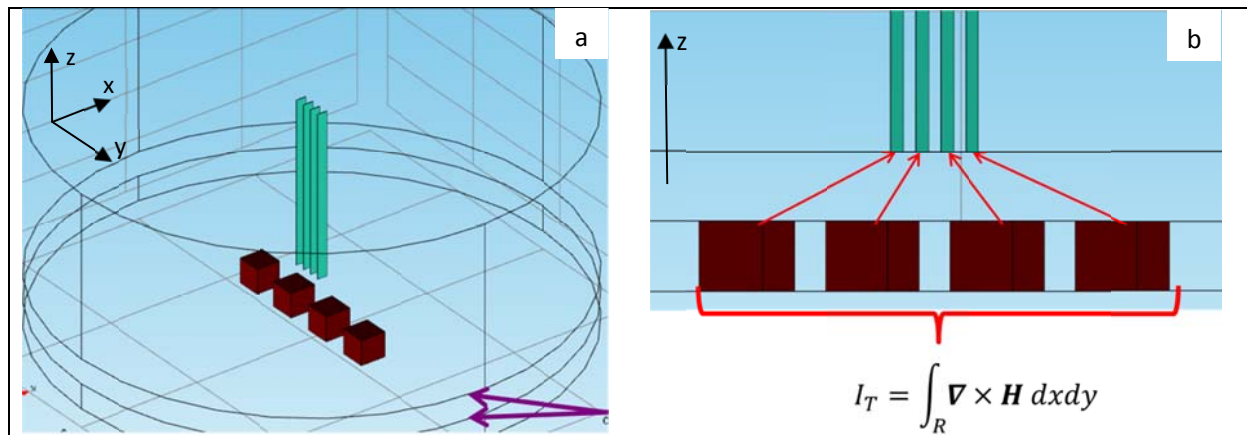 a
z
x
y
b
z
I_T = ∫_R ∇ × H dxdy